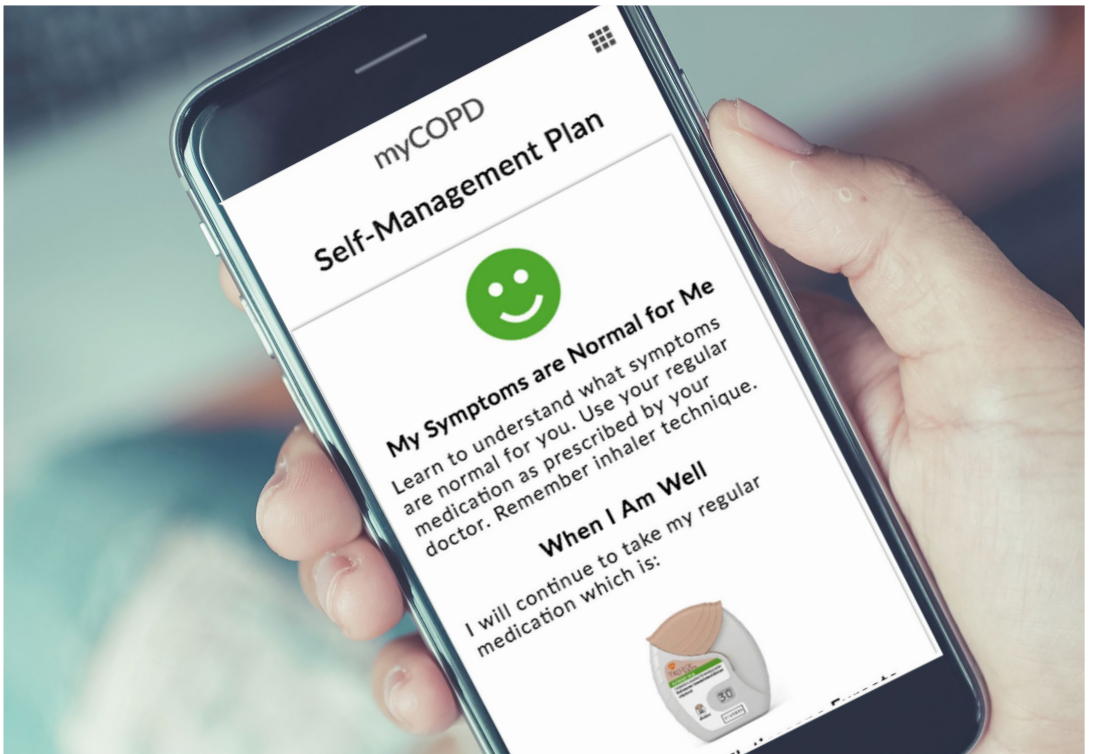 myCOPD
Self-Management Plan
My Symptoms are Normal for Me
Learn to understand what symptoms
are normal for you. Use your regular
medication as prescribed by your
doctor. Remember inhaler technique.
When I Am Well
I will continue to take my regular
medication which is:
30